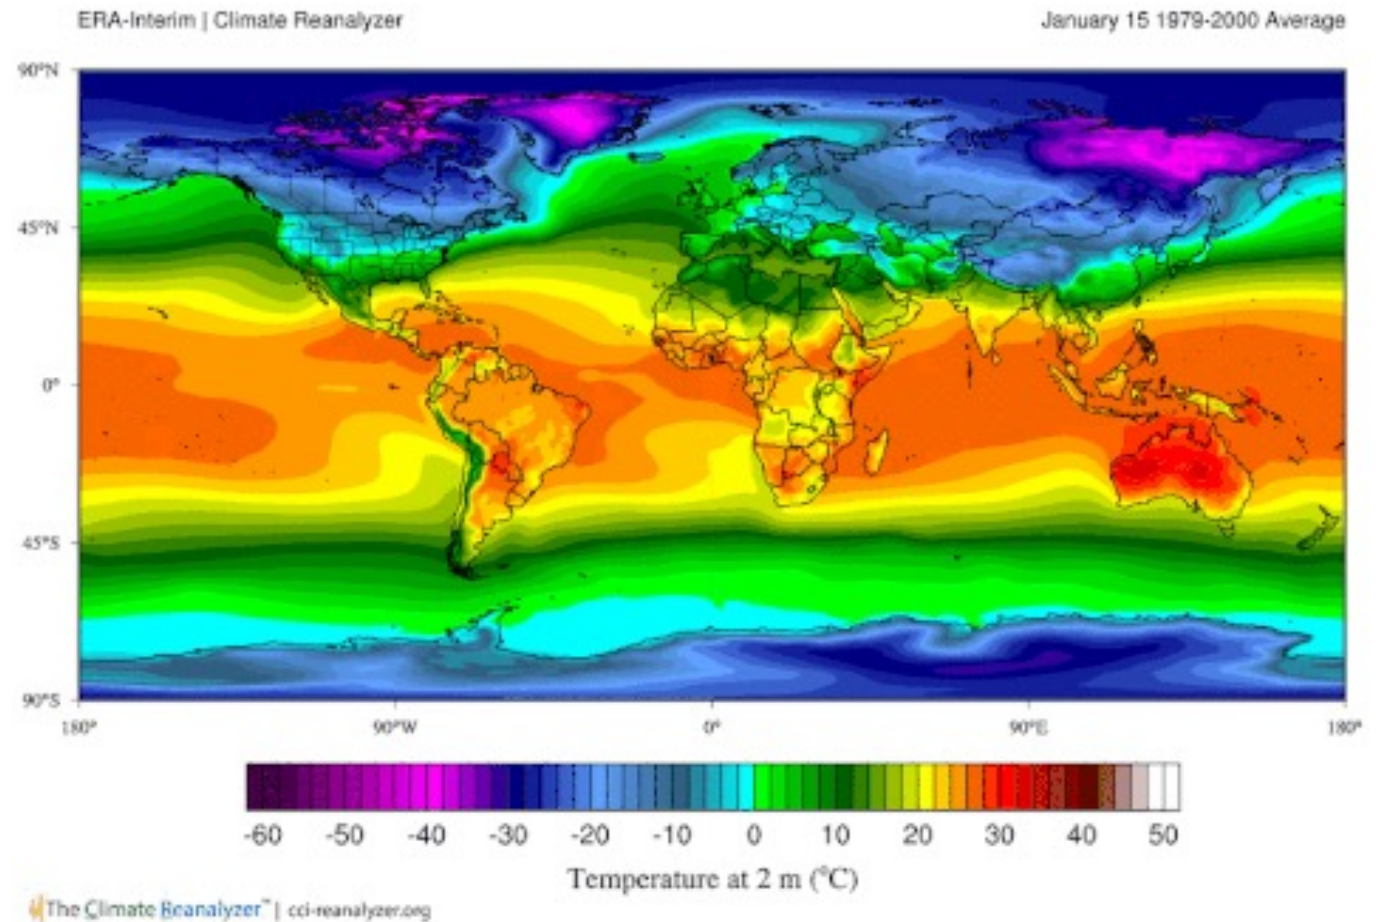 ERA-Interim | Climate Reanalyzer
January 15 1979-2000 Average
90°N
45°N
0°
45°S
90°S
180° 90°W 0° 90°E 180°
-60 -50 -40 -30 -20 -10 0 10 20 30 40 50
Temperature at 2 m (°C)
The Climate Reanalyzer™ | cci-reanalyzer.org